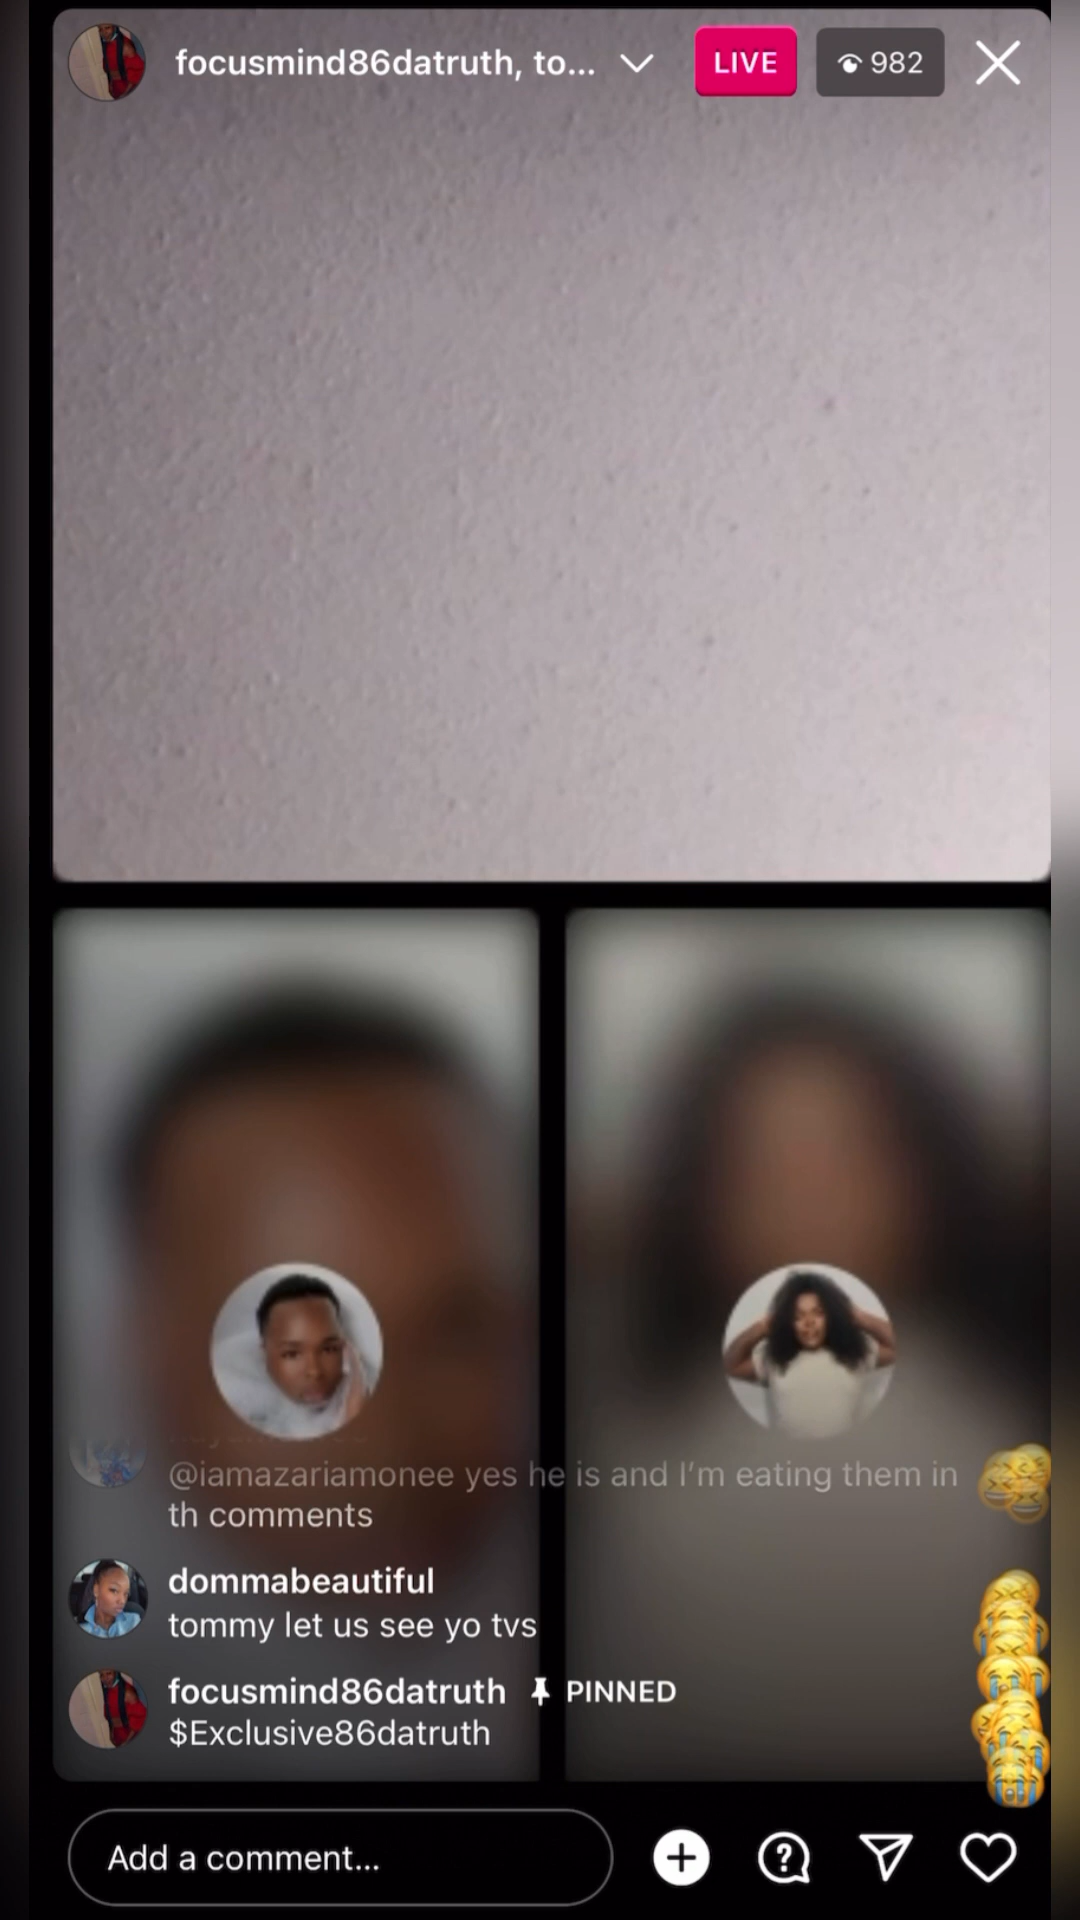 focusmind86datruth, to...
LIVE
982
@iamazariamonee yes he is and I'm eating them in
th comments
dommabeautiful
tommy let us see yo tvs
focusmind86datruth PINNED
$Exclusive86datruth
Add a comment...